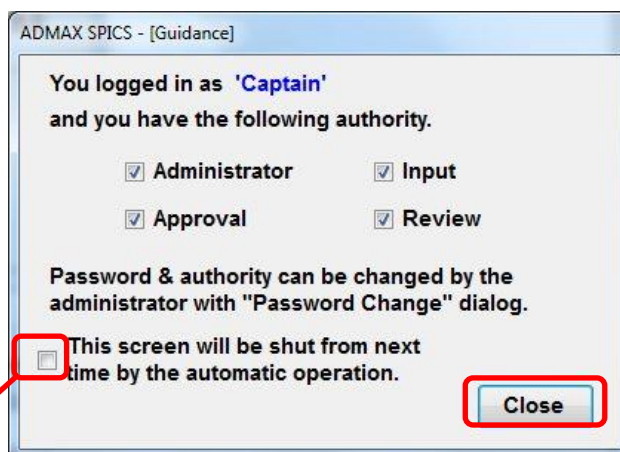 ADMAX SPICS - [Guidance]
You logged in as 'Captain'
and you have the following authority.
Administrator Input
Approval Review
Password & authority can be changed by the
administrator with "Password Change" dialog.
This screen will be shut from next
time by the automatic operation.
Close